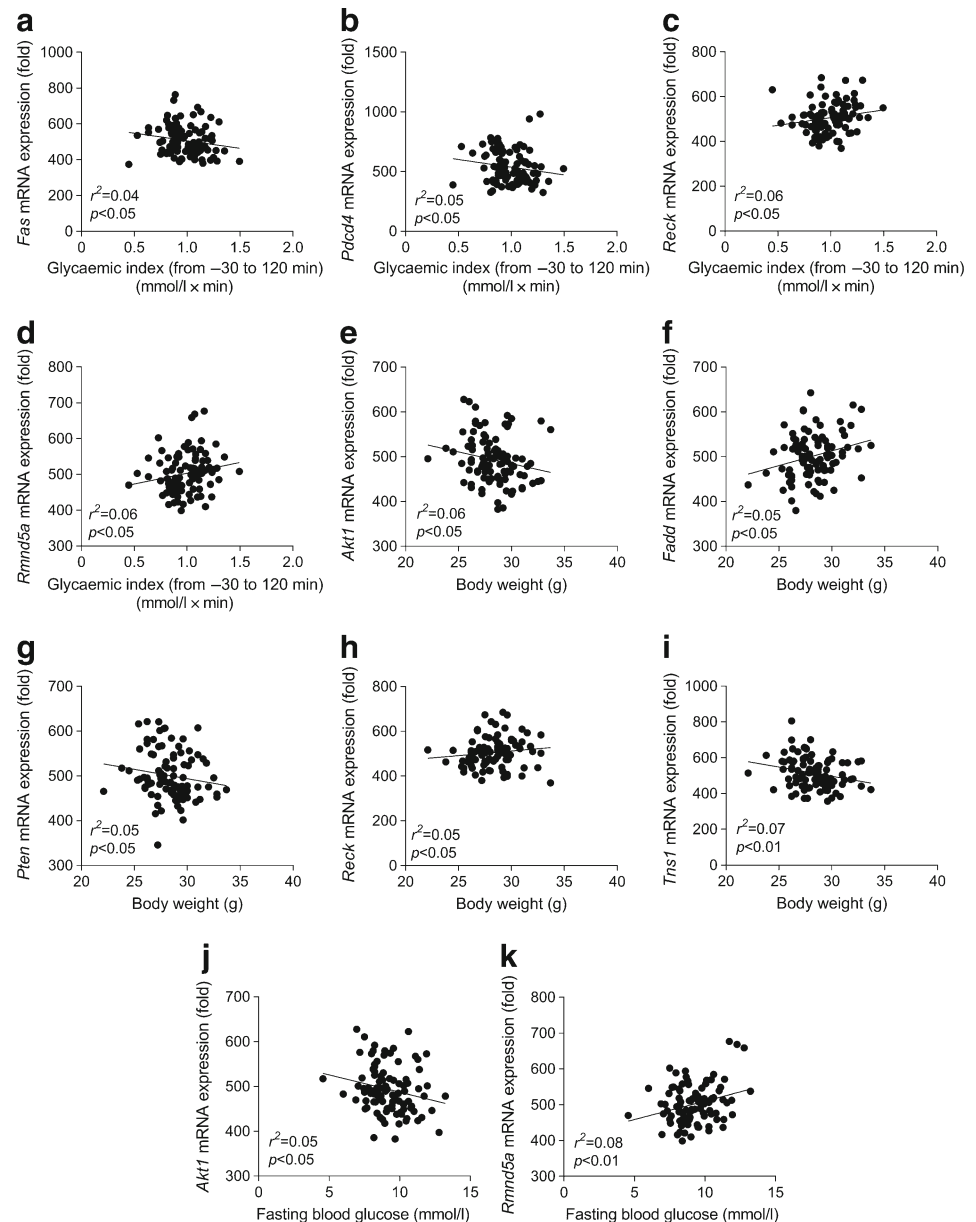 a
Fas mRNA expression (fold)
1000
800
600
400
200
0
r²=0.04
p<0.05
0 0.5 1.0 1.5 2.0
Glycaemic index (from –30 to 120 min)
(mmol/l × min)
b
Pdcd4 mRNA expression (fold)
1500
1000
500
0
r²=0.05
p<0.05
0 0.5 1.0 1.5 2.0
Glycaemic index (from –30 to 120 min)
(mmol/l × min)
c
Reck mRNA expression (fold)
800
600
400
200
0
r²=0.06
p<0.05
0 0.5 1.0 1.5 2.0
Glycaemic index (from –30 to 120 min)
(mmol/l × min)
d
Rmnd5a mRNA expression (fold)
800
700
600
500
400
300
r²=0.06
p<0.05
0 0.5 1.0 1.5 2.0
Glycaemic index (from –30 to 120 min)
(mmol/l × min)
e
Akt1 mRNA expression (fold)
700
600
500
400
300
r²=0.06
p<0.05
20 25 30 35 40
Body weight (g)
f
Fadd mRNA expression (fold)
700
600
500
400
300
r²=0.05
p<0.05
20 25 30 35 40
Body weight (g)
g
Pten mRNA expression (fold)
700
600
500
400
300
r²=0.05
p<0.05
20 25 30 35 40
Body weight (g)
h
Reck mRNA expression (fold)
800
600
400
200
0
r²=0.05
p<0.05
20 25 30 35 40
Body weight (g)
i
Tns1 mRNA expression (fold)
1000
800
600
400
200
0
r²=0.07
p<0.01
20 25 30 35 40
Body weight (g)
j
Akt1 mRNA expression (fold)
700
600
500
400
300
r²=0.05
p<0.05
0 5 10 15
Fasting blood glucose (mmol/l)
k
Rmnd5a mRNA expression (fold)
800
700
600
500
400
300
r²=0.08
p<0.01
0 5 10 15
Fasting blood glucose (mmol/l)